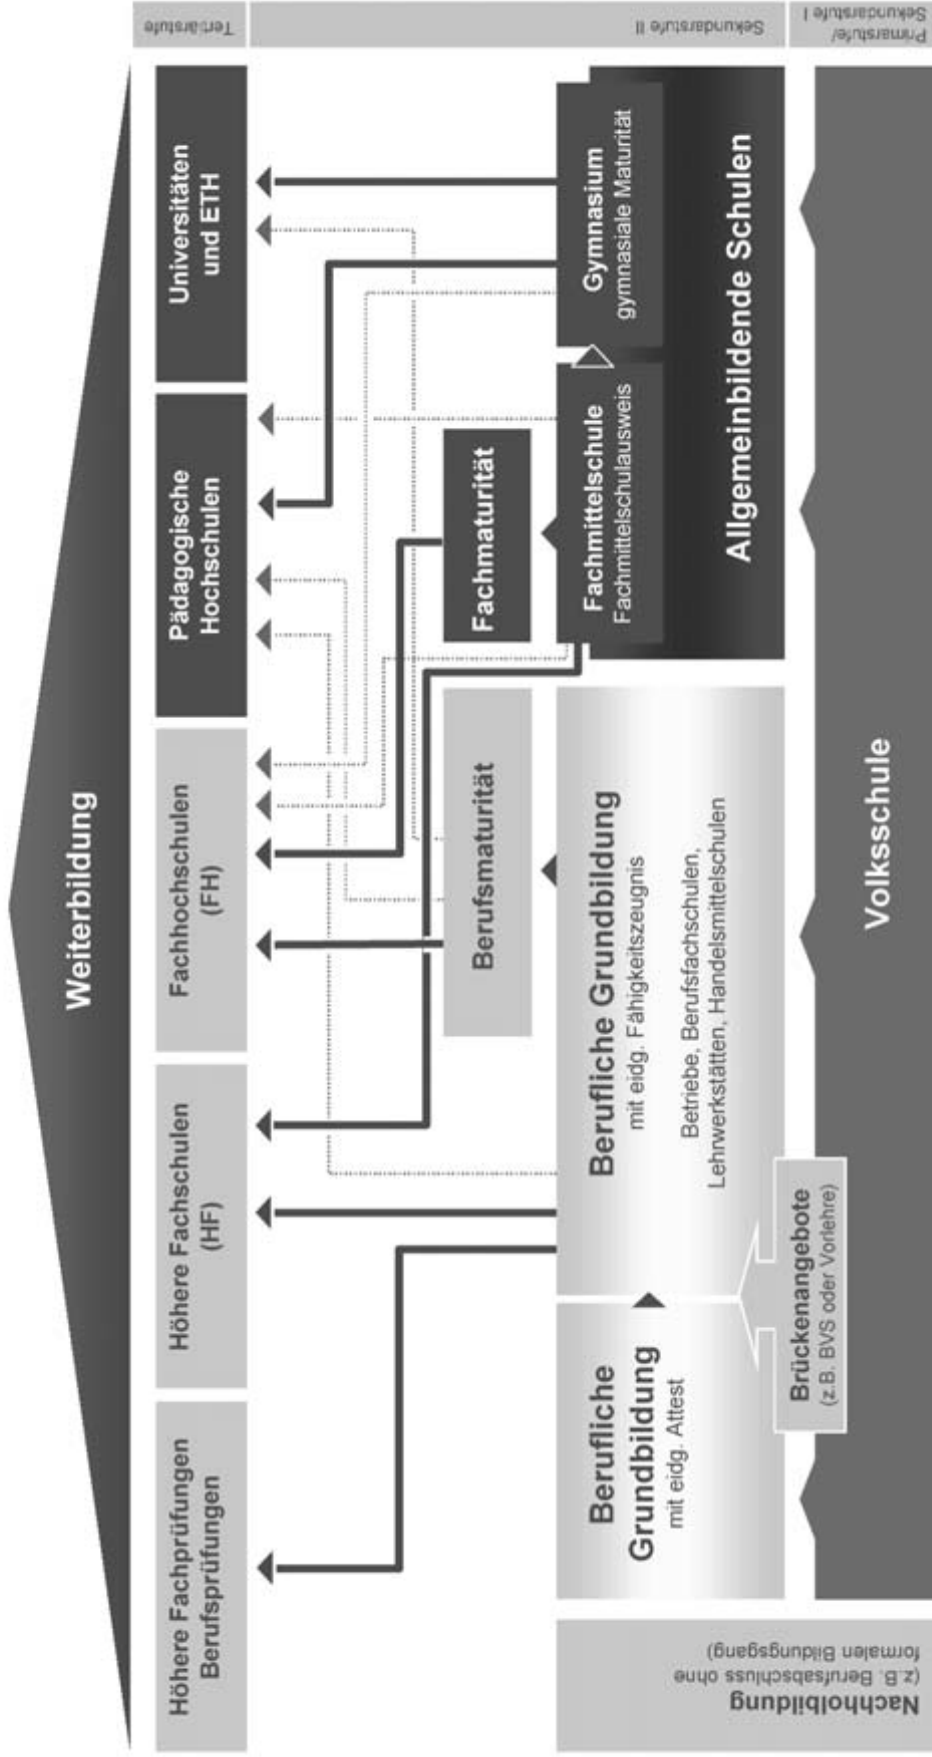 Weiterbildung
Höhere Fachprüfungen
Berufsprüfungen
Höhere Fachschulen
(HF)
Fachhochschulen
(FH)
Pädagogische
Hochschulen
Universitäten
und ETH
Tertiärstufe
Berufsmaturität
Fachmaturität
Sekundarstufe II
Berufliche
Grundbildung
mit eidg. Attest
Berufliche Grundbildung
mit eidg. Fähigkeitszeugnis
Betriebe, Berufsfachschulen,
Lehrwerkstätten, Handelsmittelschulen
Fachmittelschule
Fachmittelschulausweis
Gymnasium
gymnasiale Maturität
Allgemeinbildende Schulen
Brückenangebote
(z.B. BVS oder Vorlehre)
Volksschule
Primarstufe/
Sekundarstufe I
Nachholbildung
(z.B. Berufsabschluss ohne
formalen Bildungsgang)